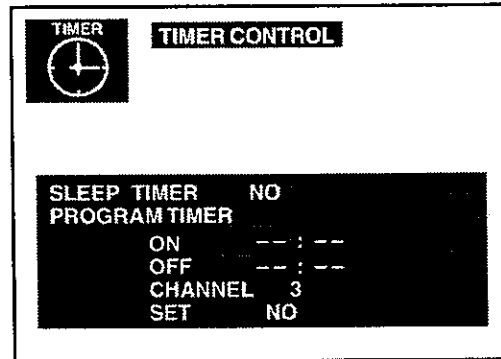 TIMER
TIMER CONTROL
SLEEP TIMER NO
PROGRAM TIMER
ON -- : --
OFF -- : --
CHANNEL 3
SET NO